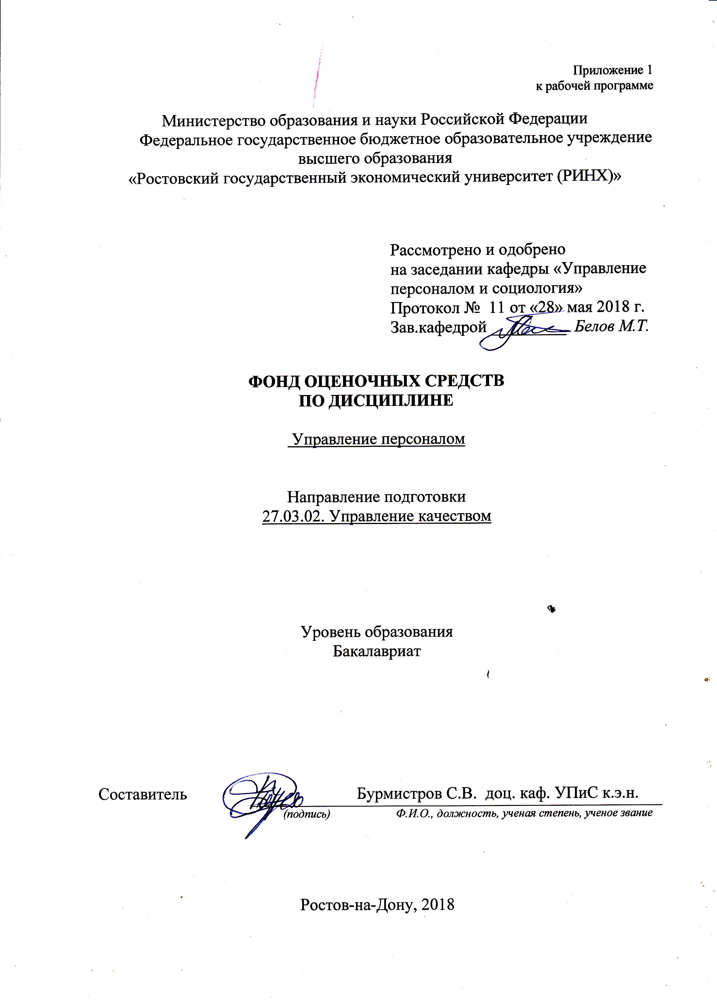 Приложение 1
к рабочей программе
Министерство образования и науки Российской Федерации
Федеральное государственное бюджетное образовательное учреждение
высшего образования
«Ростовский государственный экономический университет (РИНХ)»
Рассмотрено и одобрено
на заседании кафедры «Управление
персоналом и социология»
Протокол № 11 от «28» мая 2018 г.
Зав.кафедрой Белов М.Т.
ФОНД ОЦЕНОЧНЫХ СРЕДСТВ
ПО ДИСЦИПЛИНЕ
Управление персоналом
Направление подготовки
27.03.02. Управление качеством
Уровень образования
Бакалавриат
Составитель Бурмистров С.В. доц. каф. УПиС к.э.н.
(подпись) Ф.И.О., должность, ученая степень, ученое звание
Ростов-на-Дону, 2018